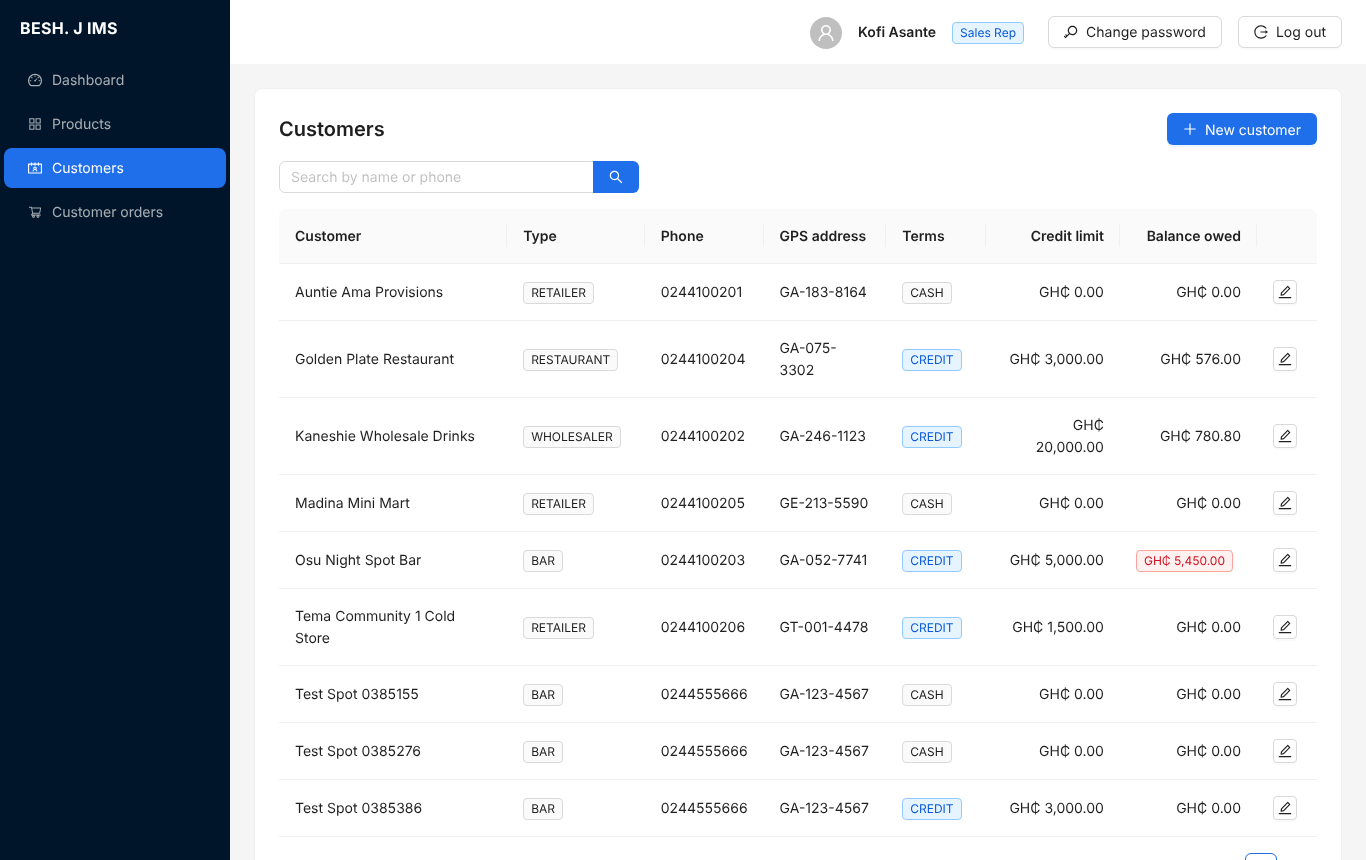 BESH. J IMS
Kofi Asante
Sales Rep
Change password
Log out
Dashboard
Products
Customers
Customer orders
Customers
New customer
Search by name or phone
Customer Type Phone GPS address Terms Credit limit Balance owed
Auntie Ama Provisions RETAILER 0244100201 GA-183-8164 CASH GH₵ 0.00 GH₵ 0.00
Golden Plate Restaurant RESTAURANT 0244100204 GA-075-
3302 CREDIT GH₵ 3,000.00 GH₵ 576.00
Kaneshie Wholesale Drinks WHOLESALER 0244100202 GA-246-1123 CREDIT GH₵
20,000.00 GH₵ 780.80
Madina Mini Mart RETAILER 0244100205 GE-213-5590 CASH GH₵ 0.00 GH₵ 0.00
Osu Night Spot Bar BAR 0244100203 GA-052-7741 CREDIT GH₵ 5,000.00 GH₵ 5,450.00
Tema Community 1 Cold
Store RETAILER 0244100206 GT-001-4478 CREDIT GH₵ 1,500.00 GH₵ 0.00
Test Spot 0385155 BAR 0244555666 GA-123-4567 CASH GH₵ 0.00 GH₵ 0.00
Test Spot 0385276 BAR 0244555666 GA-123-4567 CASH GH₵ 0.00 GH₵ 0.00
Test Spot 0385386 BAR 0244555666 GA-123-4567 CREDIT GH₵ 3,000.00 GH₵ 0.00